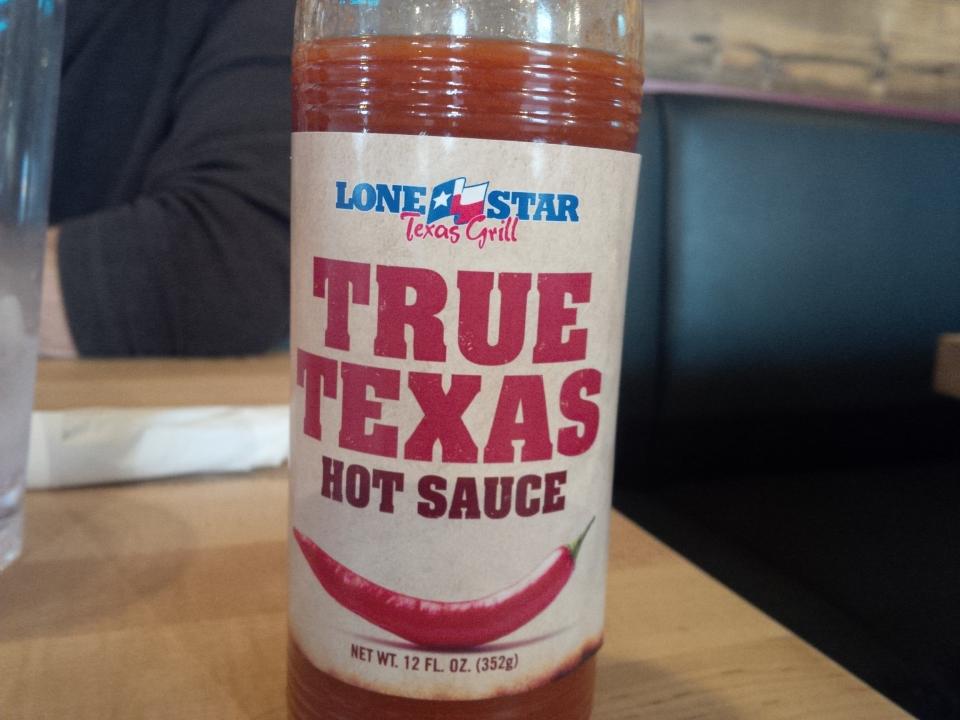 LONE STAR
Texas Grill
TRUE
TEXAS
HOT SAUCE
NET WT. 12 FL. OZ. (352g)